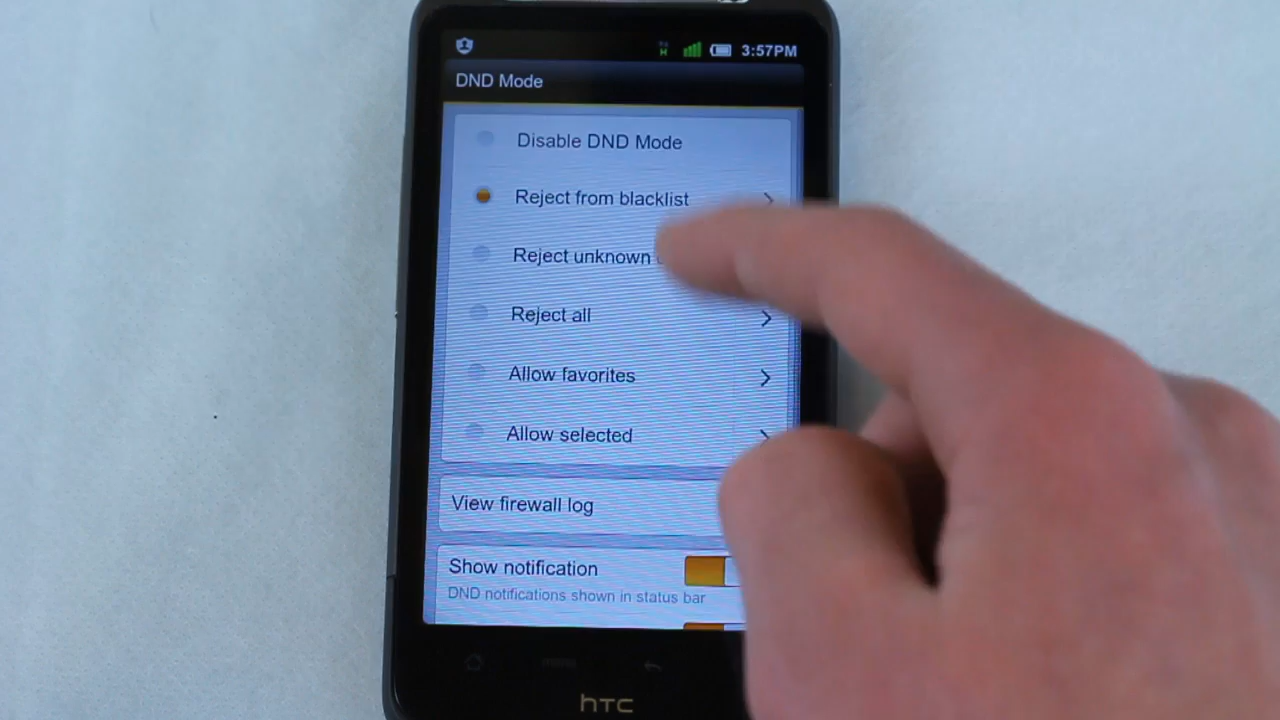 3:57PM
DND Mode
Disable DND Mode
Reject from blacklist
Reject unknown
Reject all
Allow favorites
Allow selected
View firewall log
Show notification
DND notifications shown in status bar
hTC